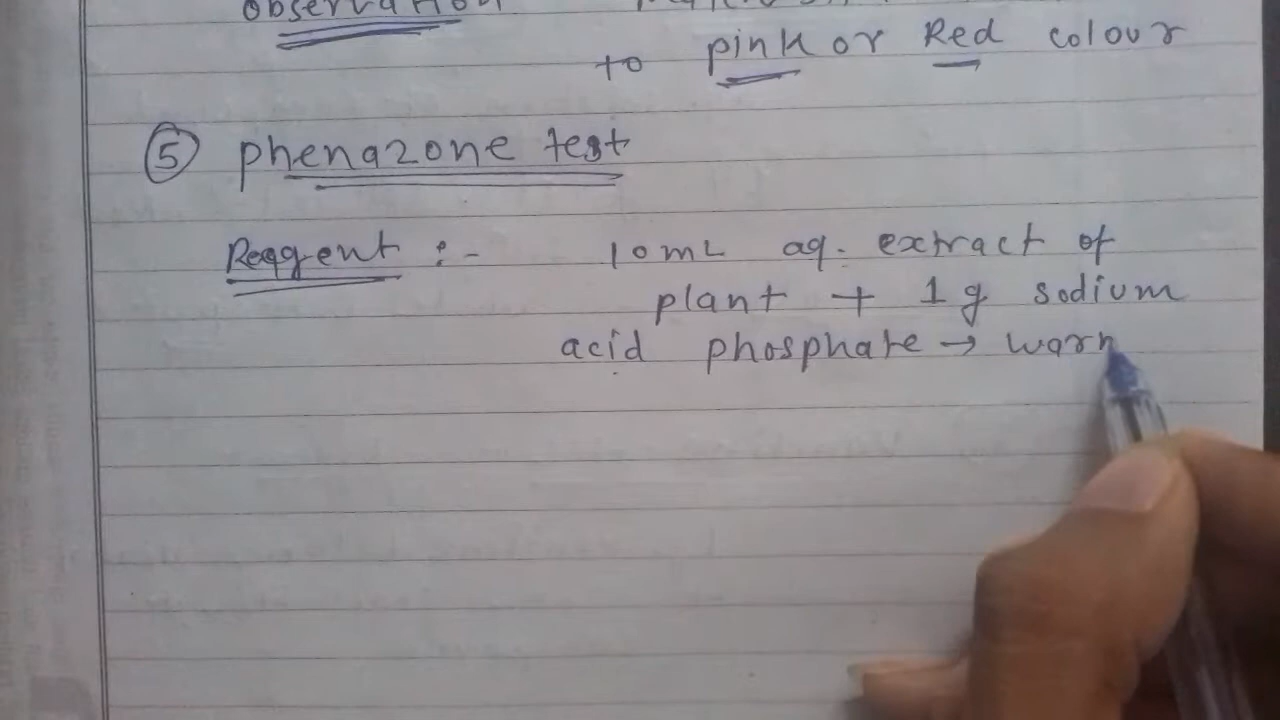 observation
to pink or Red colour
5 phenazone test
Reagent :- 10mL aq. extract of
plant + 1g sodium
acid phosphate → warm